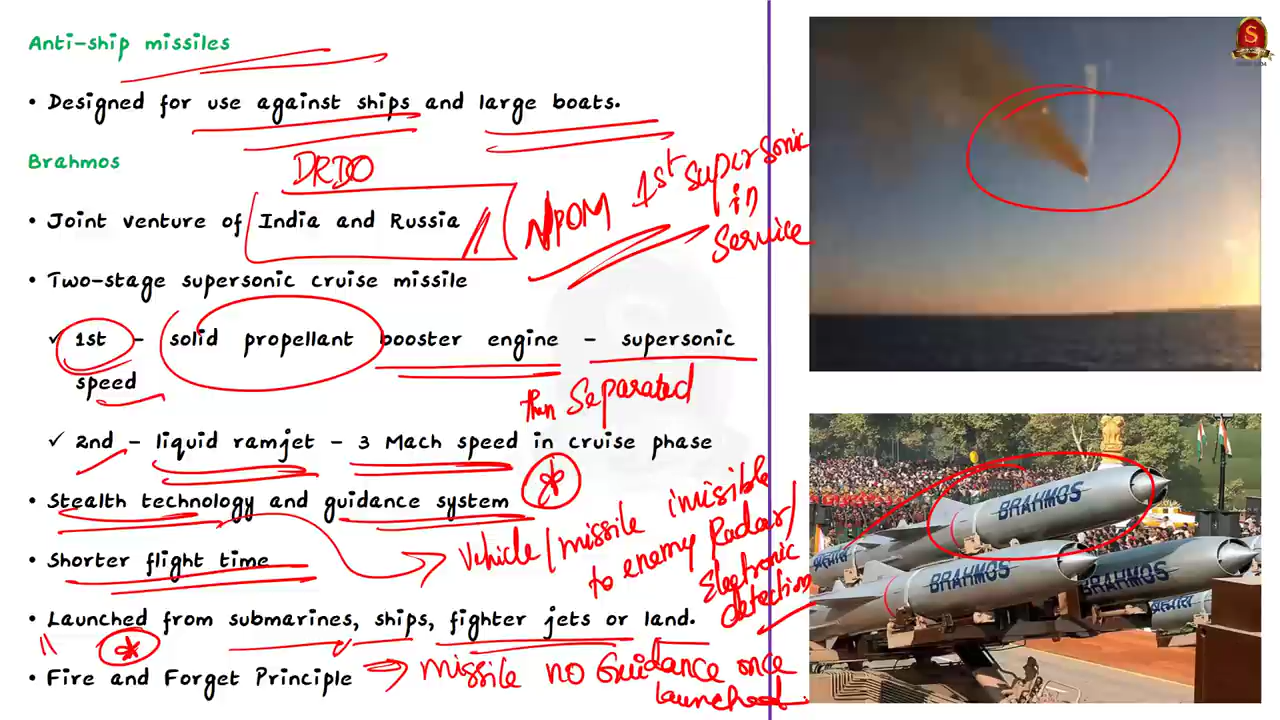 Anti-ship missiles
• Designed for use against ships and large boats.
Brahmos
DRDO
• Joint venture of India and Russia
NPOM
1st supersonic
in
service
• Two-stage supersonic cruise missile
✓ 1st - solid propellant booster engine - supersonic
speed
then Separated
✓ 2nd - liquid ramjet - 3 Mach speed in cruise phase
• Stealth technology and guidance system
Vehicle/missile invisible
to enemy Radar/
Electronic
detection
• Shorter flight time
• Launched from submarines, ships, fighter jets or land.
• Fire and Forget Principle
missile no Guidance once
launched
S
BRAHMOS
BRAHMOS
BRAHMOS